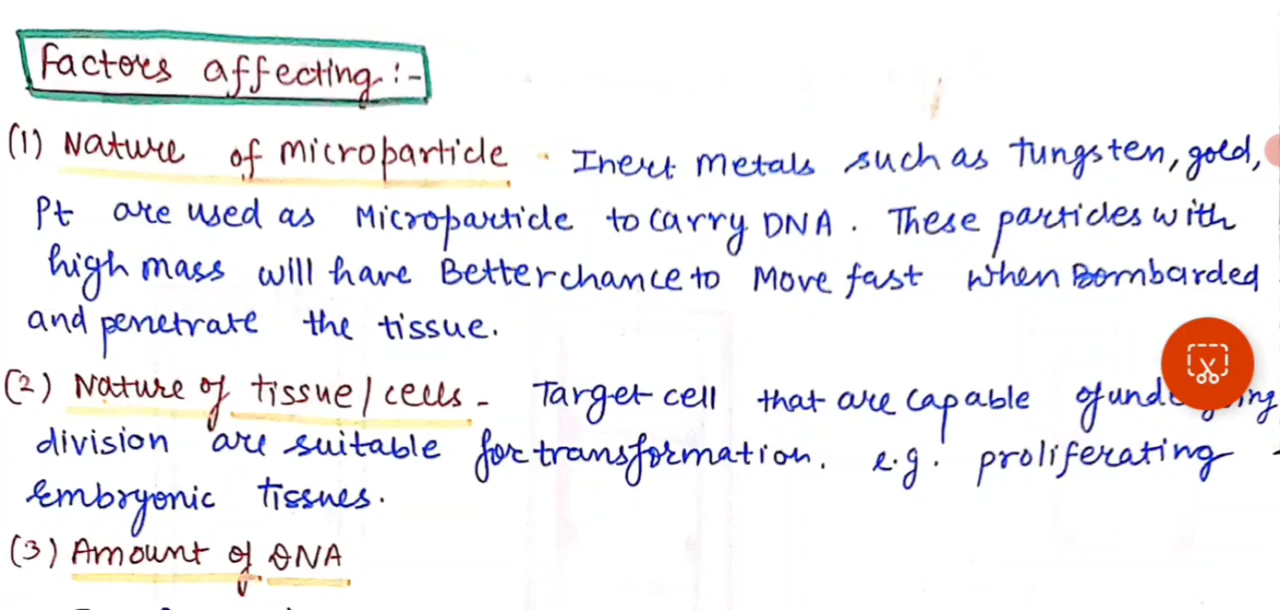 Factors affecting :-
(1) Nature of microparticle - Inert metals such as tungsten, gold,
Pt are used as Microparticle to carry DNA. These particles with
high mass will have Better chance to Move fast when Bombarded
and penetrate the tissue.
(2) Nature of tissue/cells - Target cell that are capable of
division are suitable for transformation. e.g. proliferating
Embryonic tissues.
(3) Amount of DNA